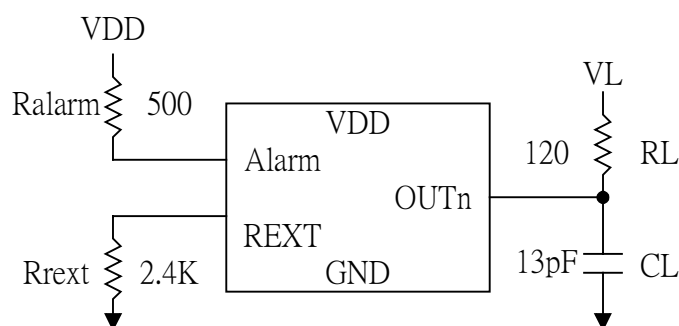 VDD
Ralarm 500
VDD
Alarm
REXT
GND
OUTn
Rrext 2.4K
VL
120 RL
13pF CL